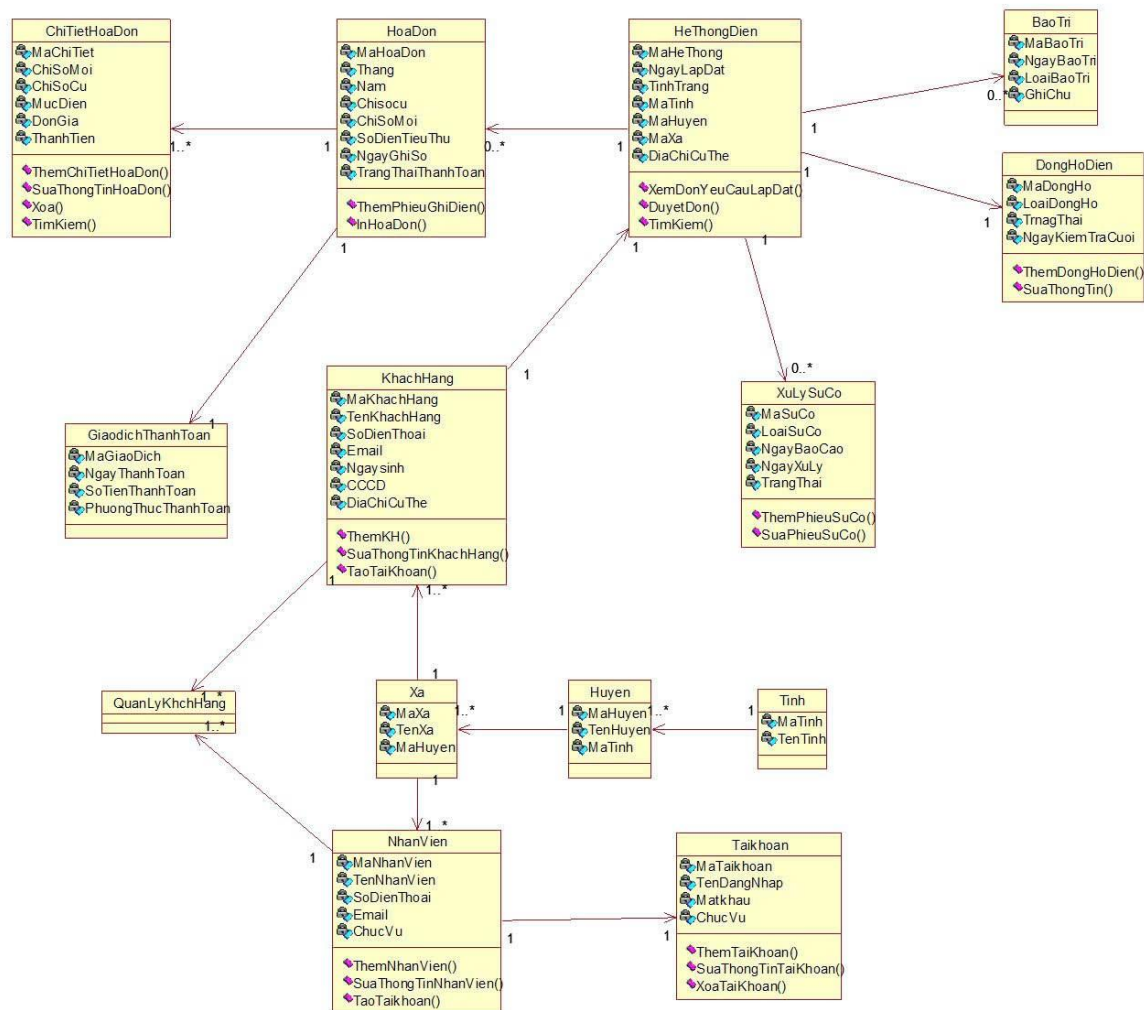 ChiTietHoaDon
MaChiTiet
ChiSoMoi
ChiSoCu
MucDien
DonGia
ThanhTien
ThemChiTietHoaDon()
SuaThongTinHoaDon()
Xoa()
TimKiem()
1..*
1
HoaDon
MaHoaDon
Thang
Nam
Chisocu
ChiSoMoi
SoDienTieuThu
NgayGhiSo
TrangThaiThanhToan
ThemPhieuGhiDien()
InHoaDon()
1
0..*
1
HeThongDien
MaHeThong
NgayLapDat
TinhTrang
MaTinh
MaHuyen
MaXa
DiaChiCuThe
XemDonYeuCauLapDat()
DuyetDon()
TimKiem()
1
1
1
1
BaoTri
MaBaoTri
NgayBaoTri
LoaiBaoTri
GhiChu
0..*
DongHoDien
MaDongHo
LoaiDongHo
TrnagThai
NgayKiemTraCuoi
ThemDongHoDien()
SuaThongTin()
1
GiaodichThanhToan
MaGiaoDich
NgayThanhToan
SoTienThanhToan
PhuongThucThanhToan
1
KhachHang
MaKhachHang
TenKhachHang
SoDienThoai
Email
Ngaysinh
CCCD
DiaChiCuThe
ThemKH()
SuaThongTinKhachHang()
TaoTaiKhoan()
1
1
1..*
0..*
XuLySuCo
MaSuCo
LoaiSuCo
NgayBaoCao
NgayXuLy
TrangThai
ThemPhieuSuCo()
SuaPhieuSuCo()
QuanLyKhchHang
1..*
1..*
1
Xa
MaXa
TenXa
MaHuyen
1..*
1
1
Huyen
MaHuyen
TenHuyen
MaTinh
1..*
1
Tinh
MaTinh
TenTinh
1..*
NhanVien
MaNhanVien
TenNhanVien
SoDienThoai
Email
ChucVu
ThemNhanVien()
SuaThongTinNhanVien()
TaoTaikhoan()
1
1
1
Taikhoan
MaTaikhoan
TenDangNhap
Matkhau
ChucVu
ThemTaiKhoan()
SuaThongTinTaiKhoan()
XoaTaiKhoan()